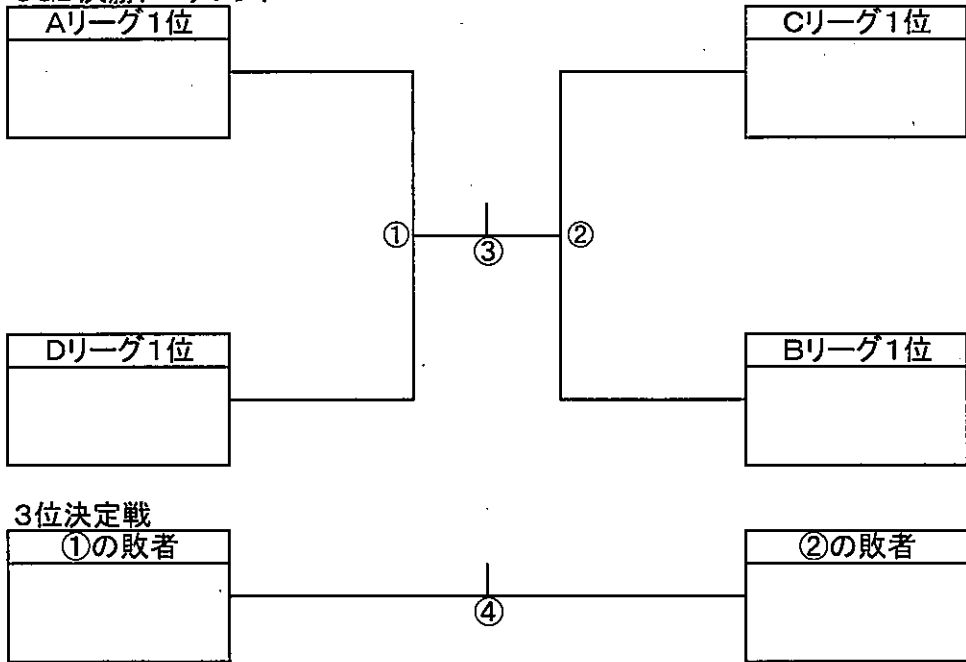 Aリーグ1位
Cリーグ1位
①
③
②
Dリーグ1位
Bリーグ1位
3位決定戦
①の敗者
②の敗者
④